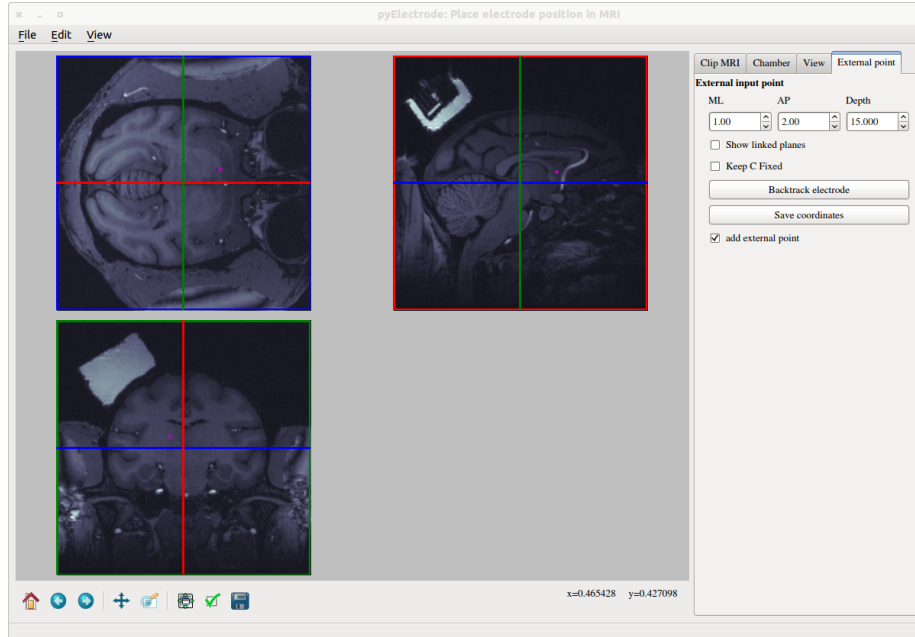 pyElectrode: Place electrode position in MRI
File Edit View
Clip MRI Chamber View External point
External input point
ML AP Depth
1.00 2.00 15.000
Show linked planes
Keep C Fixed
Backtrack electrode
Save coordinates
add external point
x=0.465428 y=0.427098